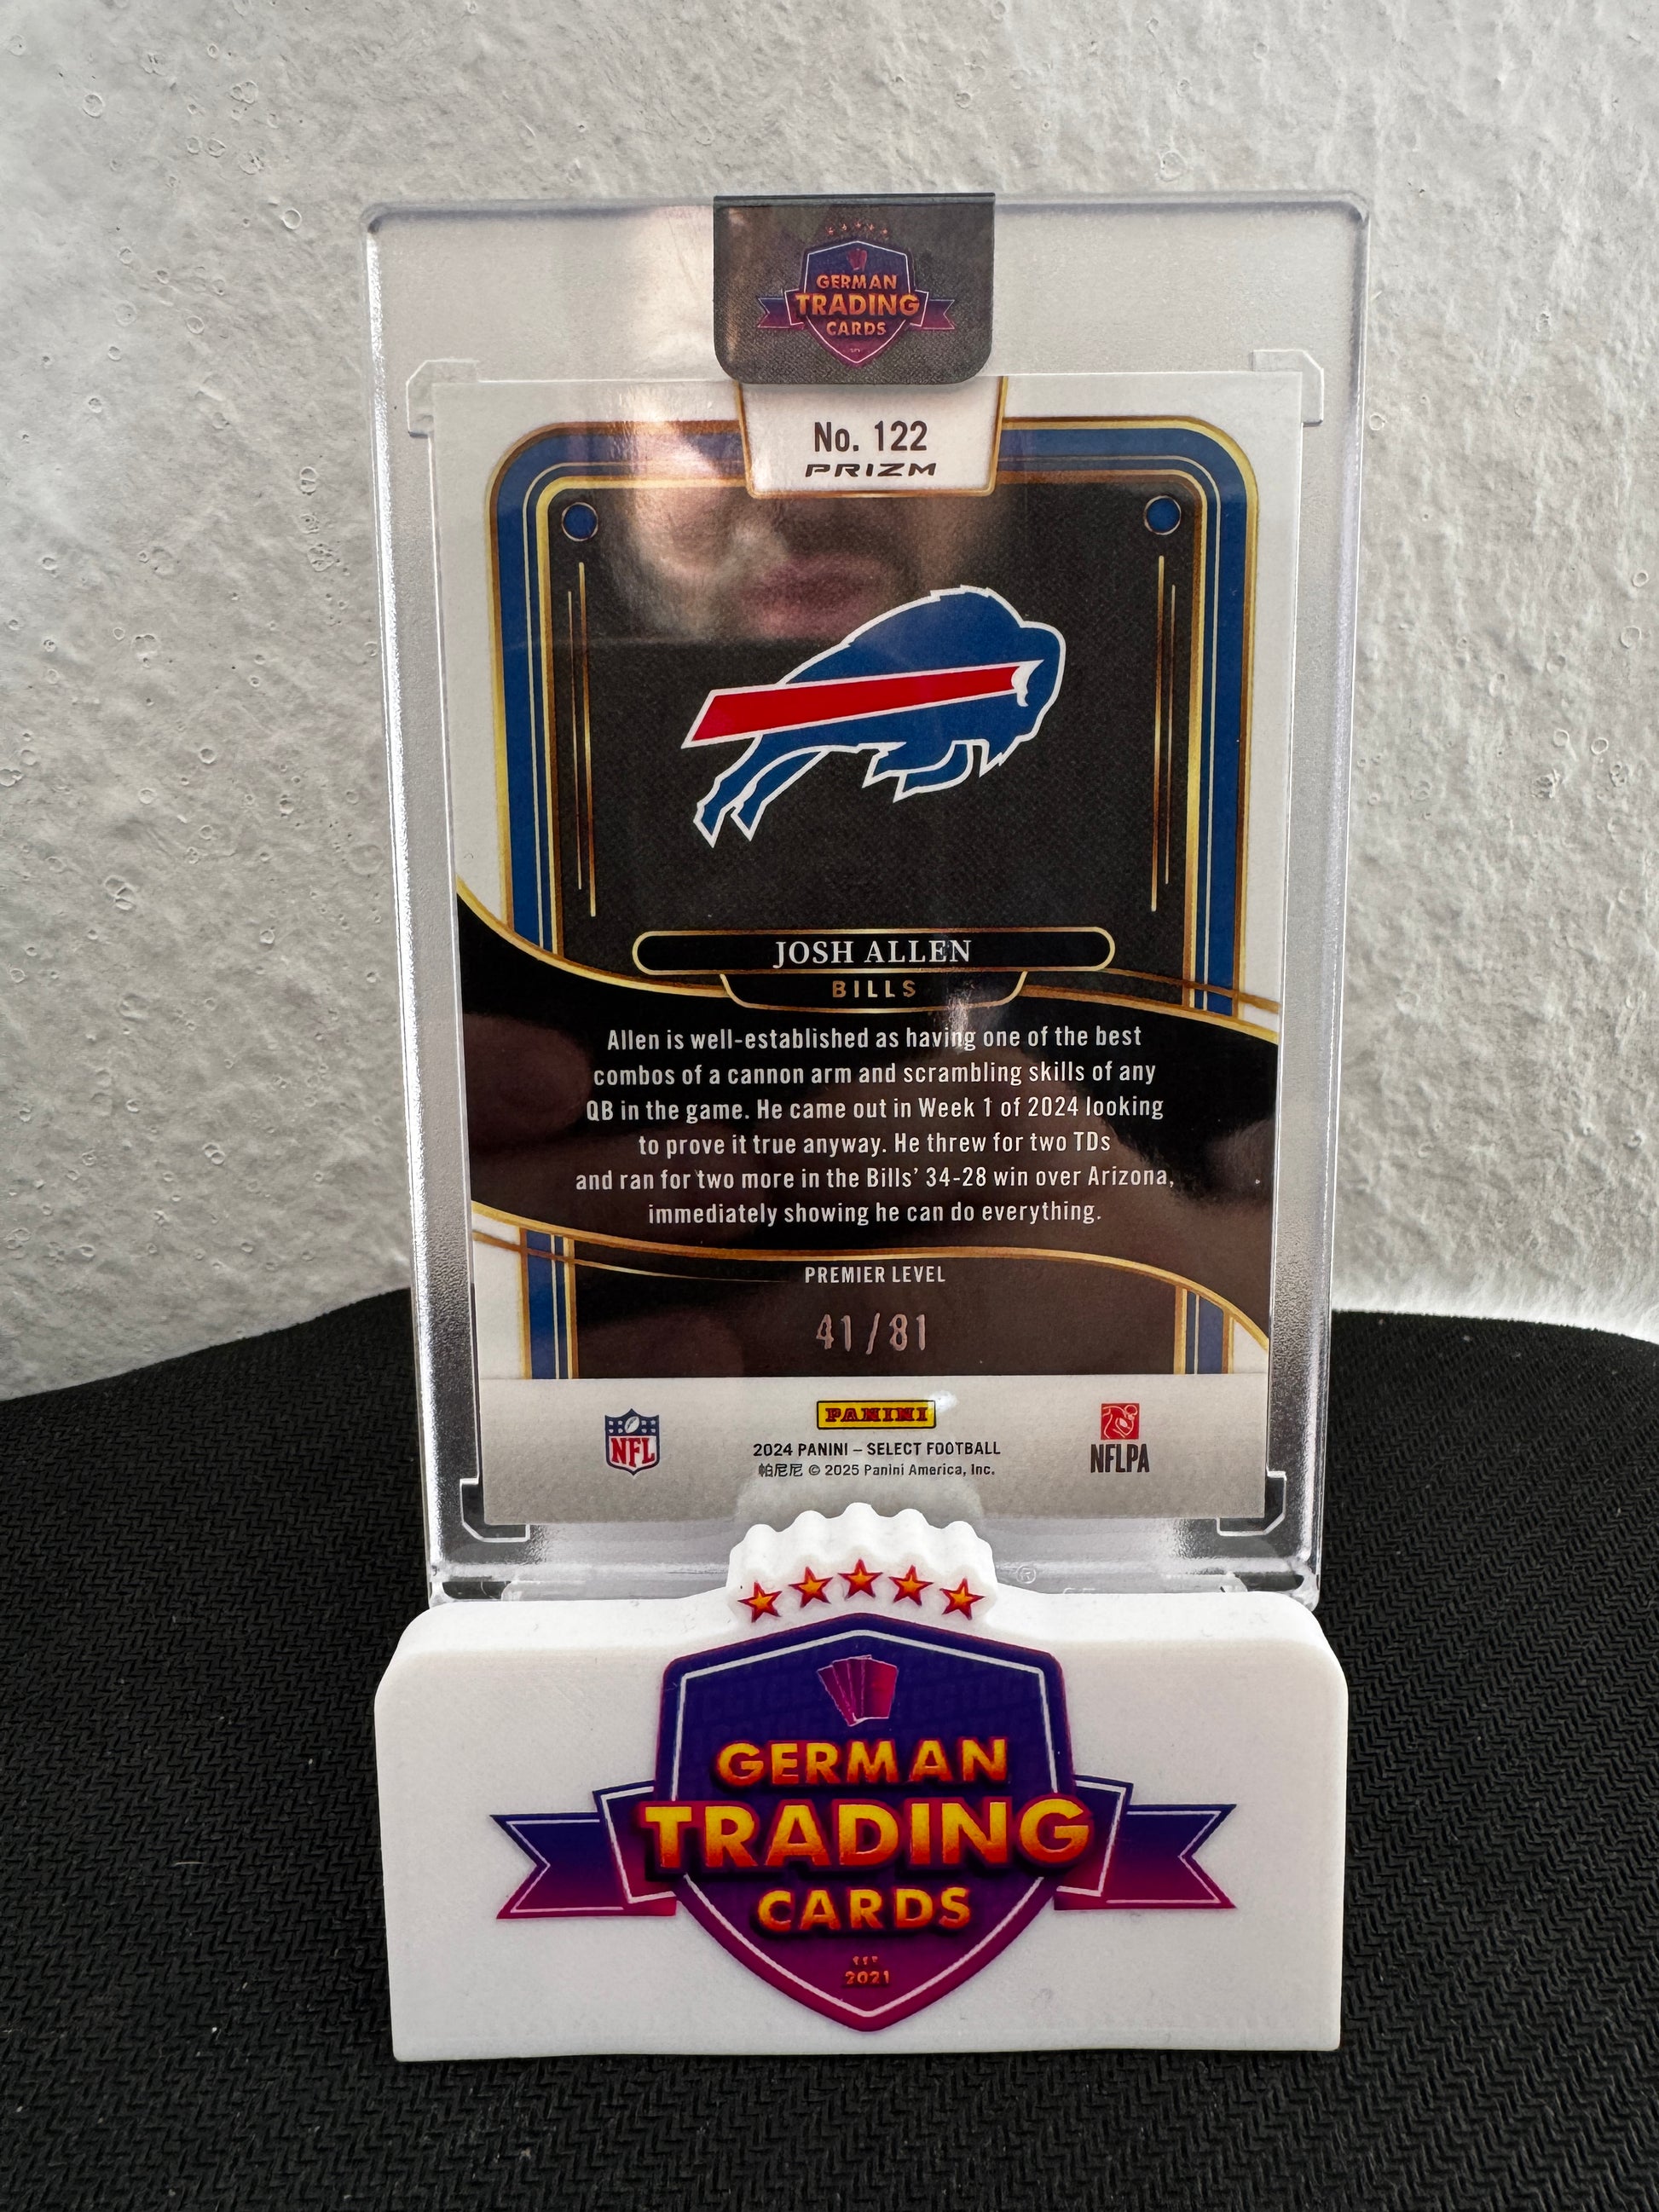 GERMAN
TRADING
CARDS
No. 122
PRIZM
JOSH ALLEN
BILLS
Allen is well-established as having one of the best
combos of a cannon arm and scrambling skills of any
QB in the game. He came out in Week 1 of 2024 looking
to prove it true anyway. He threw for two TDs
and ran for two more in the Bills' 34-28 win over Arizona,
immediately showing he can do everything.
PREMIER LEVEL
41/81
NFL
PANINI
NFLPA
2024 PANINI – SELECT FOOTBALL
帕尼尼 © 2025 Panini America, Inc.
GERMAN
TRADING
CARDS
EST
2021